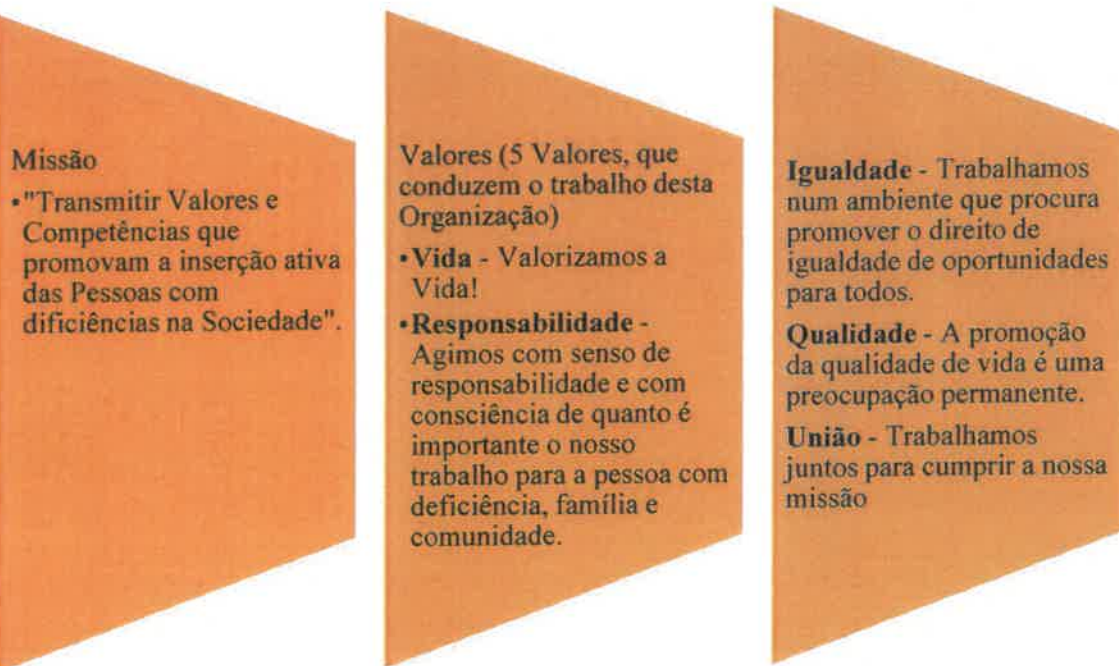 Missão
•"Transmitir Valores e
Competências que
promovam a inserção ativa
das Pessoas com
dificiências na Sociedade".
Valores (5 Valores, que
conduzem o trabalho desta
Organização)
•Vida - Valorizamos a
Vida!
•Responsabilidade -
Agimos com senso de
responsabilidade e com
consciência de quanto é
importante o nosso
trabalho para a pessoa com
deficiência, família e
comunidade.
Igualdade - Trabalhamos
num ambiente que procura
promover o direito de
igualdade de oportunidades
para todos.
Qualidade - A promoção
da qualidade de vida é uma
preocupação permanente.
União - Trabalhamos
juntos para cumprir a nossa
missão